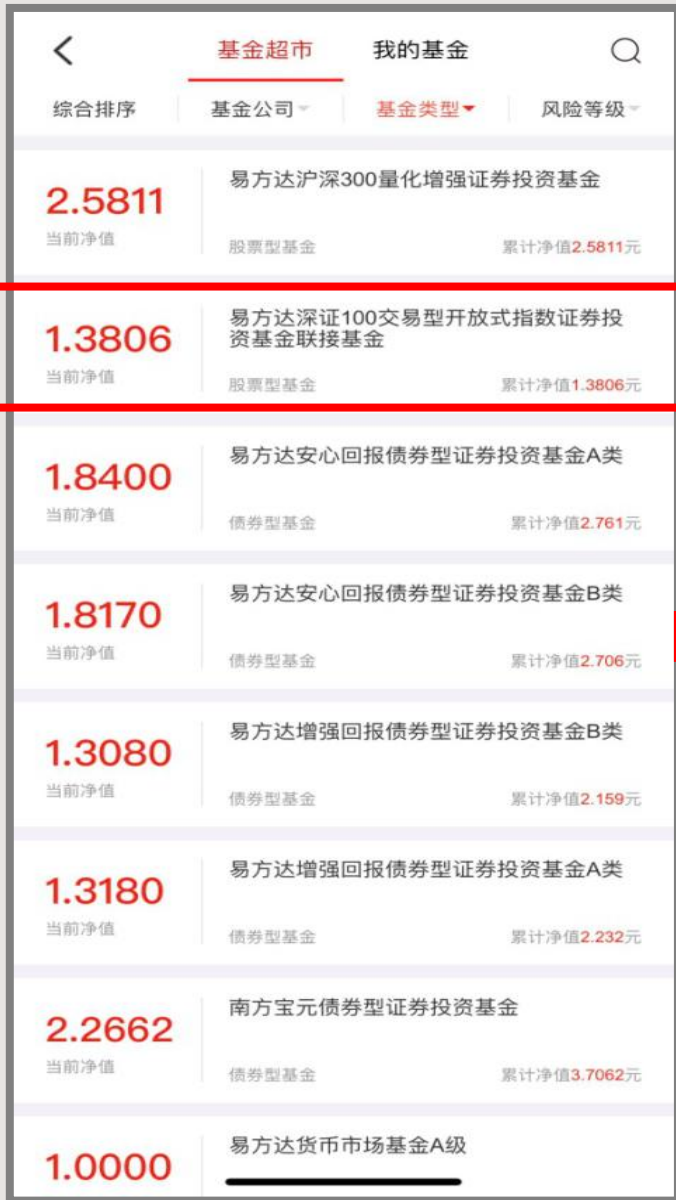 基金超市 我的基金
综合排序 基金公司 基金类型 风险等级
易方达沪深300量化增强证券投资基金
2.5811
当前净值
股票型基金 累计净值2.5811元
易方达深证100交易型开放式指数证券投
资基金联接基金
1.3806
当前净值
股票型基金 累计净值1.3806元
易方达安心回报债券型证券投资基金A类
1.8400
当前净值
债券型基金 累计净值2.761元
易方达安心回报债券型证券投资基金B类
1.8170
当前净值
债券型基金 累计净值2.706元
易方达增强回报债券型证券投资基金B类
1.3080
当前净值
债券型基金 累计净值2.159元
易方达增强回报债券型证券投资基金A类
1.3180
当前净值
债券型基金 累计净值2.232元
南方宝元债券型证券投资基金
2.2662
当前净值
债券型基金 累计净值3.7062元
易方达货币市场基金A级
1.0000